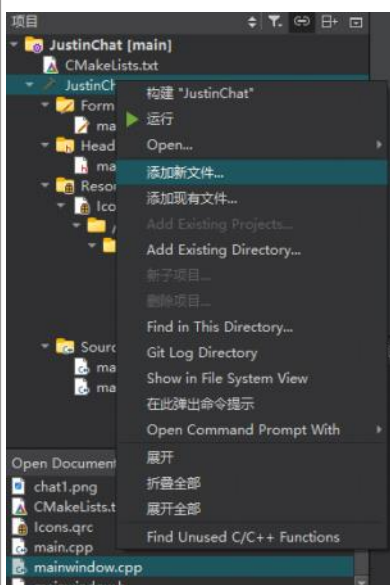 项目
JustinChat [main]
CMakeLists.txt
JustinCh
构建 "JustinChat"
Form
运行
ma
Head
Open...
ma
添加新文件...
Resou
添加现有文件...
Ico
Add Existing Projects...
Add Existing Directory...
新子项目...
删除项目...
Find in This Directory...
Sourc
Git Log Directory
ma
Show in File System View
ma
在此弹出命令提示
Open Command Prompt With
Open Document
展开
chat1.png
折叠全部
CMakeLists.t
展开全部
Icons.qrc
main.cpp
Find Unused C/C++ Functions
mainwindow.cpp